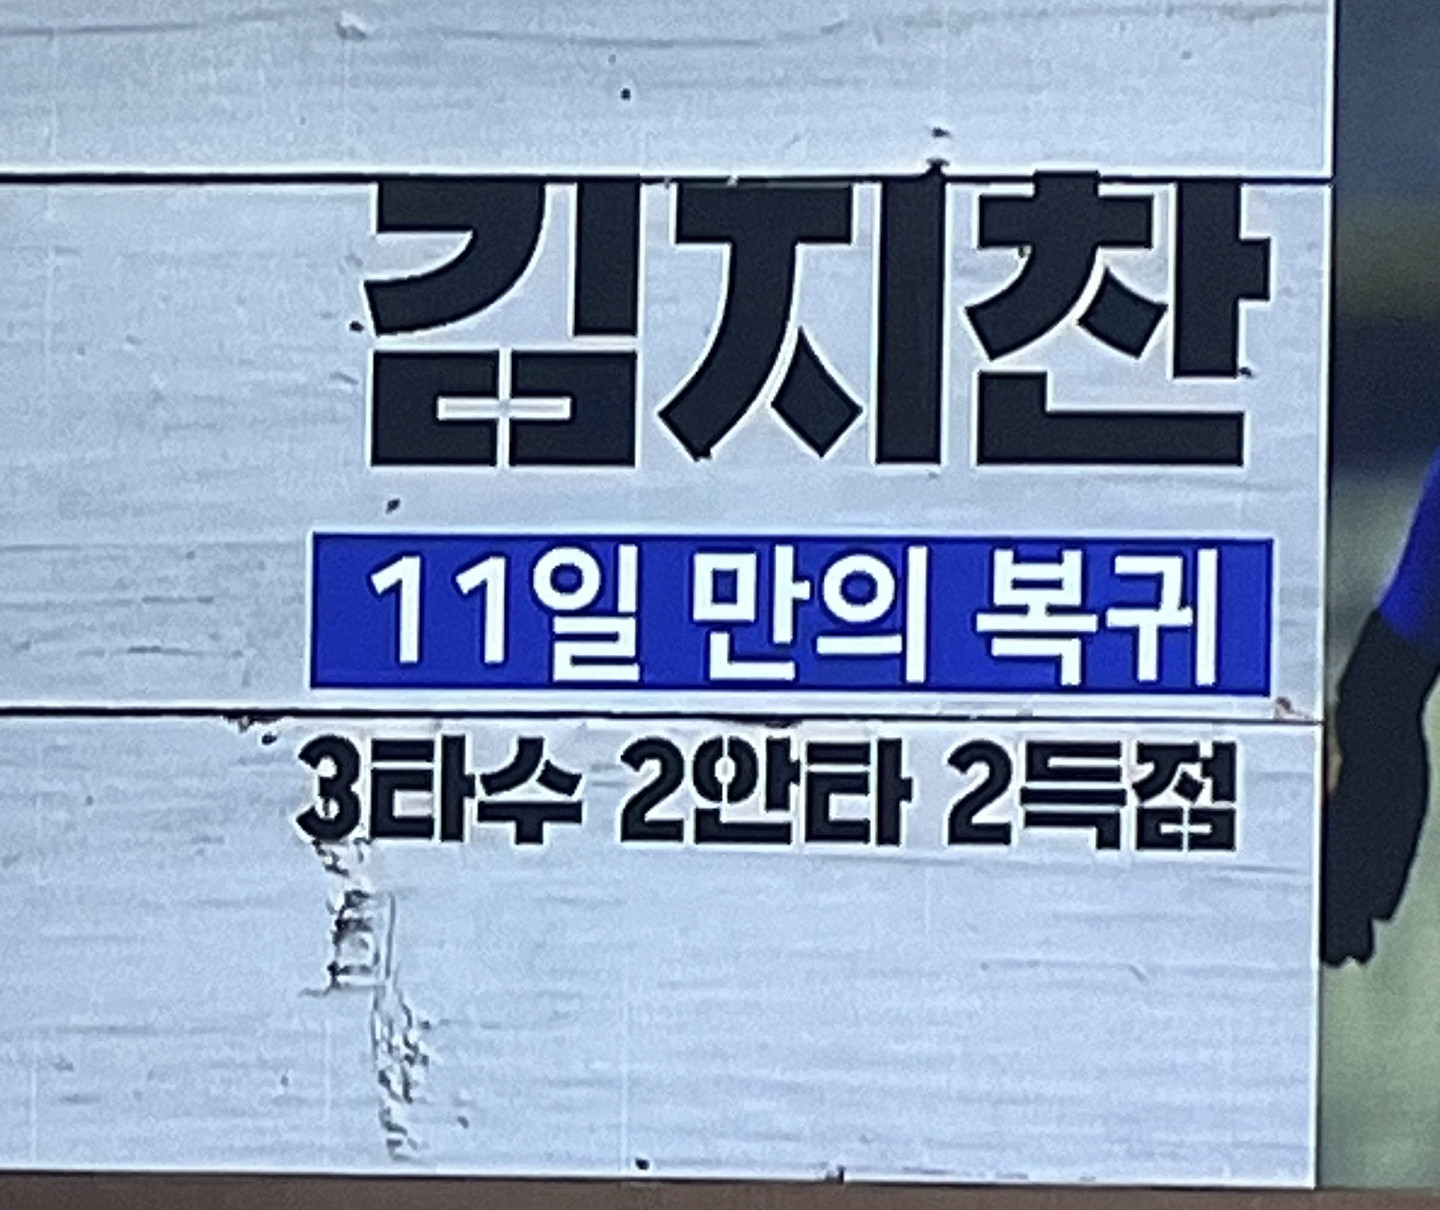 김지찬
11일 만의 복귀
3타수 2안타 2득점